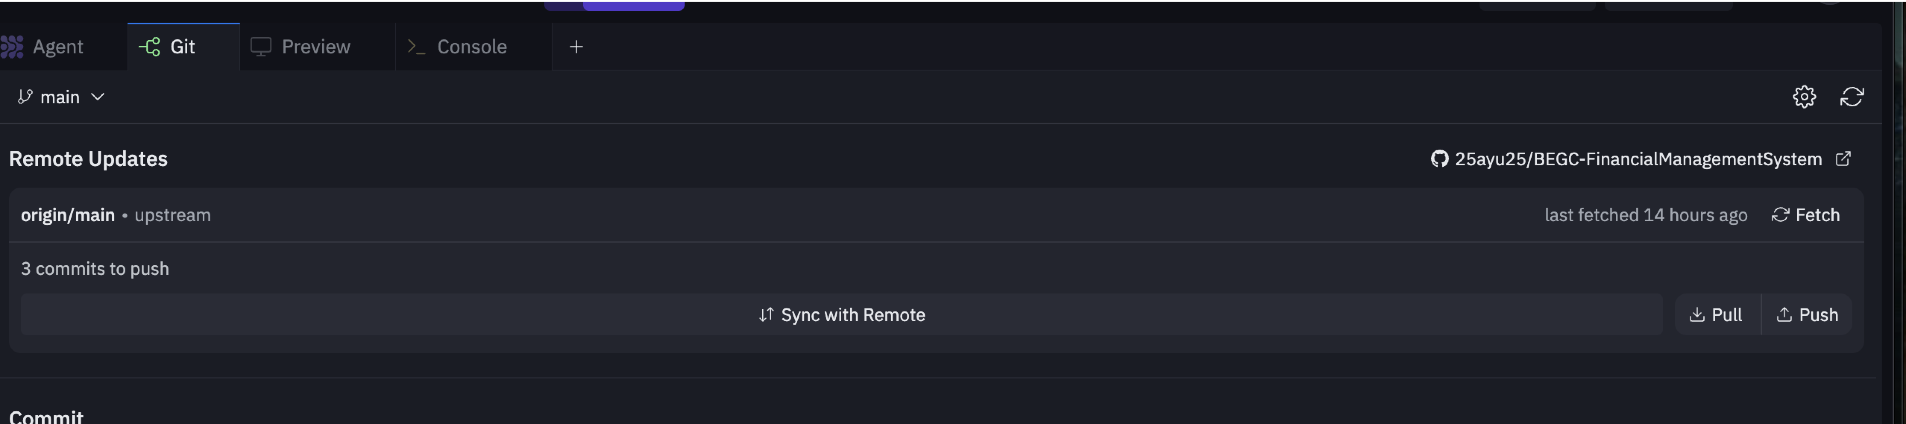 Agent Git Preview Console +
main
Remote Updates 25ayu25/BEGC-FinancialManagementSystem
origin/main • upstream last fetched 14 hours ago Fetch
3 commits to push
Sync with Remote Pull Push
Commit